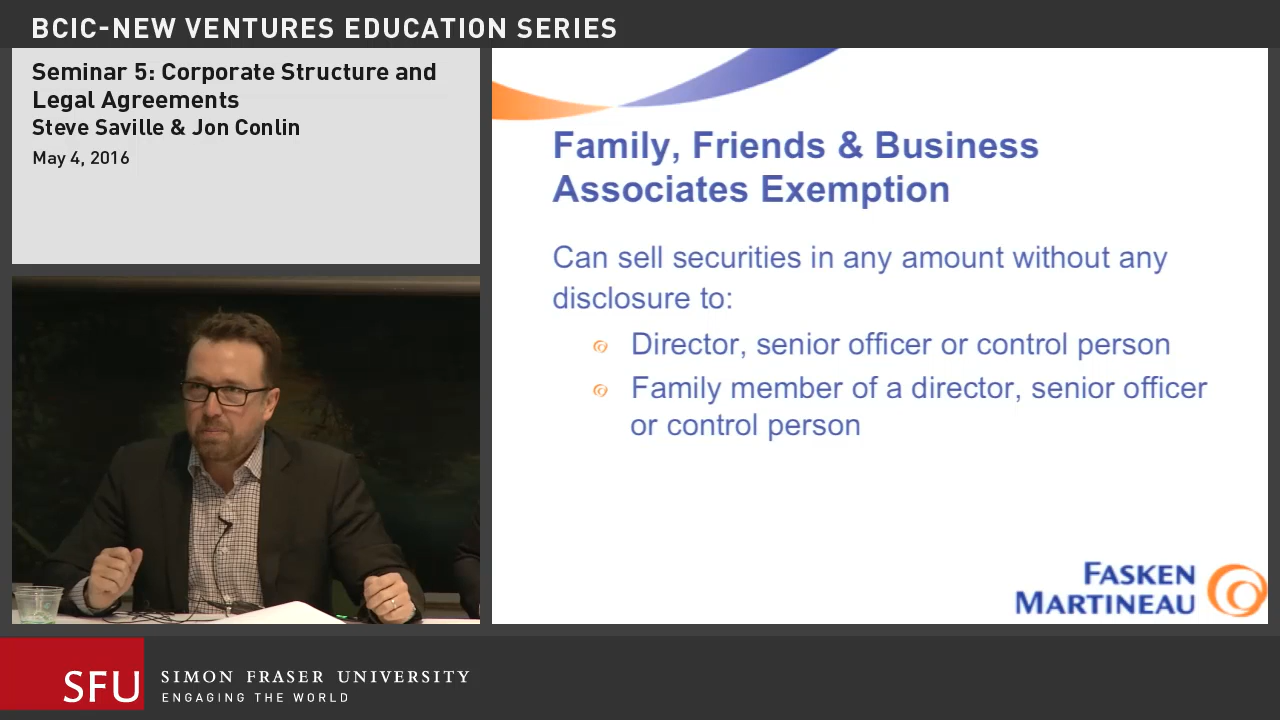 BCIC-NEW VENTURES EDUCATION SERIES
Seminar 5: Corporate Structure and
Legal Agreements
Steve Saville & Jon Conlin
May 4, 2016
Family, Friends & Business
Associates Exemption
Can sell securities in any amount without any
disclosure to:
Director, senior officer or control person
Family member of a director, senior officer
or control person
FASKEN
MARTINEAU
SFU
SIMON FRASER UNIVERSITY
ENGAGING THE WORLD